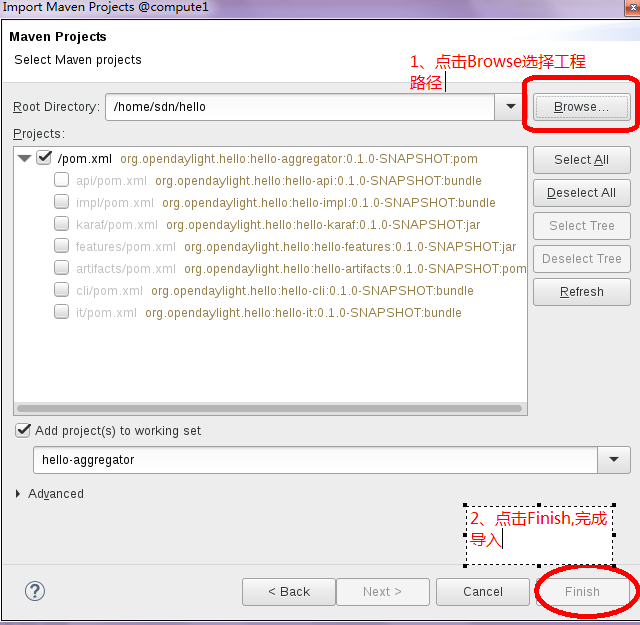 Import Maven Projects @compute1
Maven Projects
Select Maven projects
1、点击Browse选择工程
路径
Root Directory: /home/sdn/hello Browse...
Projects:
/pom.xml org.opendaylight.hello:hello-aggregator:0.1.0-SNAPSHOT:pom
api/pom.xml org.opendaylight.hello:hello-api:0.1.0-SNAPSHOT:bundle
impl/pom.xml org.opendaylight.hello:hello-impl:0.1.0-SNAPSHOT:bundle
karaf/pom.xml org.opendaylight.hello:hello-karaf:0.1.0-SNAPSHOT:jar
features/pom.xml org.opendaylight.hello:hello-features:0.1.0-SNAPSHOT:jar
artifacts/pom.xml org.opendaylight.hello:hello-artifacts:0.1.0-SNAPSHOT:pom
cli/pom.xml org.opendaylight.hello:hello-cli:0.1.0-SNAPSHOT:bundle
it/pom.xml org.opendaylight.hello:hello-it:0.1.0-SNAPSHOT:bundle
Select All
Deselect All
Select Tree
Deselect Tree
Refresh
Add project(s) to working set
hello-aggregator
Advanced
2、点击Finish,完成
导入
? < Back Next > Cancel Finish